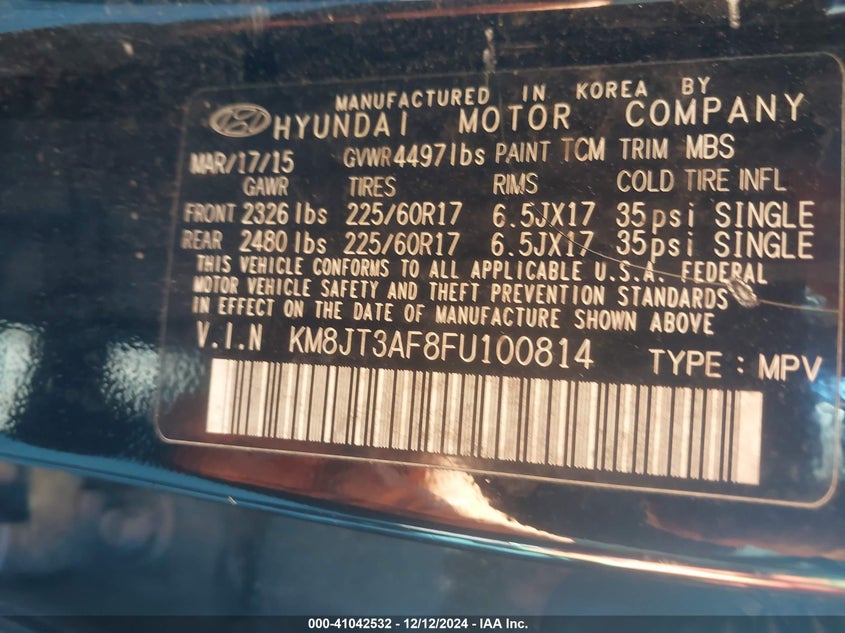 MANUFACTURED IN KOREA BY
HYUNDAI MOTOR COMPANY
MAR/17/15 GVWR 4497lbs PAINT TCM TRIM MBS
GAWR TIRES RIMS COLD TIRE INFL
FRONT 2326 lbs 225/60R17 6.5JX17 35psi SINGLE
REAR 2480 lbs 225/60R17 6.5JX17 35psi SINGLE
THIS VEHICLE CONFORMS TO ALL APPLICABLE U.S.A. FEDERAL
MOTOR VEHICLE SAFETY AND THEFT PREVENTION STANDARDS
IN EFFECT ON THE DATE OF MANUFACTURE SHOWN ABOVE
V.I.N KM8JT3AF8FU100814 TYPE : MPV
000-41042532 - 12/12/2024 - IAA Inc.